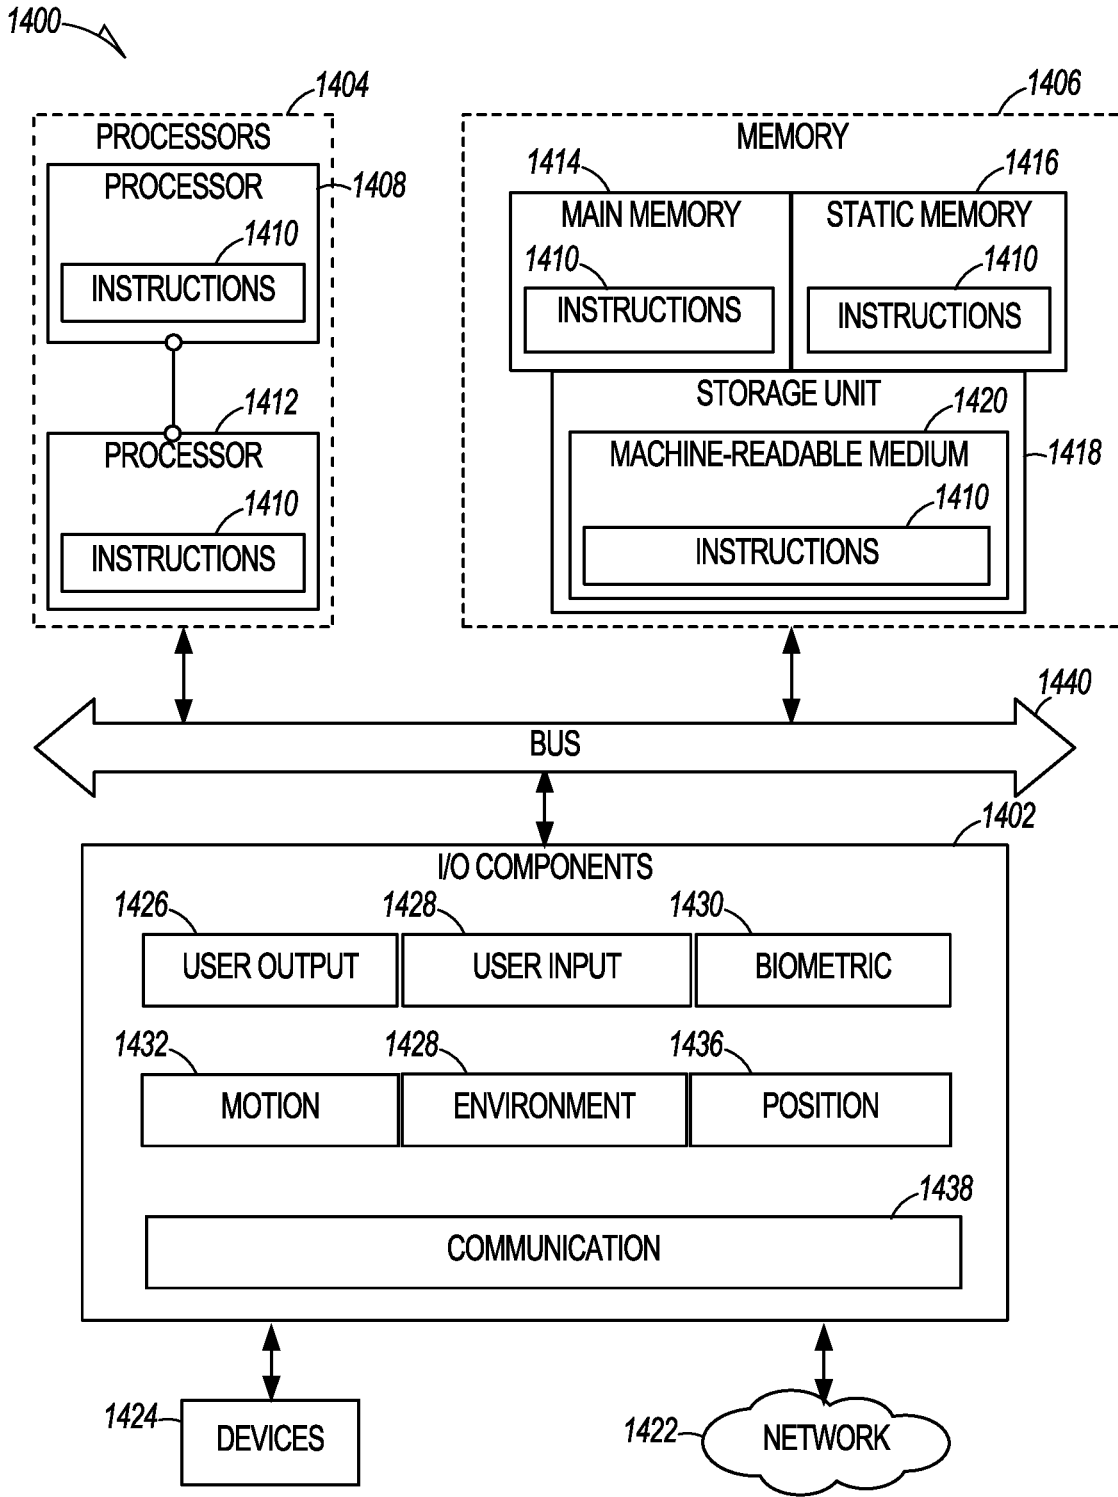 1400
1404
PROCESSORS
PROCESSOR
1408
1410
INSTRUCTIONS
1412
PROCESSOR
1410
INSTRUCTIONS
1406
MEMORY
1414
MAIN MEMORY
1410
INSTRUCTIONS
1416
STATIC MEMORY
1410
INSTRUCTIONS
STORAGE UNIT
1420
MACHINE-READABLE MEDIUM
1418
1410
INSTRUCTIONS
1440
BUS
1402
I/O COMPONENTS
1426
USER OUTPUT
1428
USER INPUT
1430
BIOMETRIC
1432
MOTION
1428
ENVIRONMENT
1436
POSITION
1438
COMMUNICATION
1424
DEVICES
1422
NETWORK